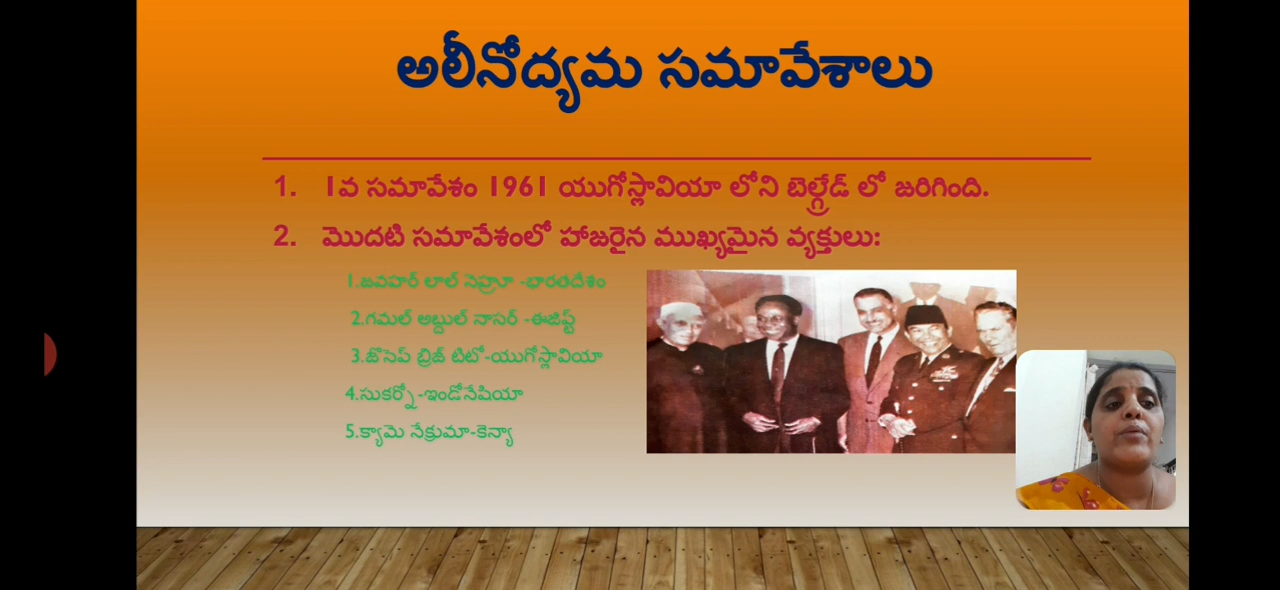 అలీనోద్యమ సమావేశాలు
1. 1వ సమావేశం 1961 యుగోస్లావియా లోని బెల్గ్రేడ్ లో జరిగింది.
2. మొదటి సమావేశంలో హాజరైన ముఖ్యమైన వ్యక్తులు:
1.జవహర్ లాల్ నెహ్రూ -భారతదేశం
2.గమల్ అబ్దుల్ నాసర్ -ఈజిప్ట్
3.జోసెప్ బ్రిజ్ టిటో-యుగోస్లావియా
4.సుకర్నో-ఇండోనేషియా
5.క్యామె నేక్రుమా-కెన్యా